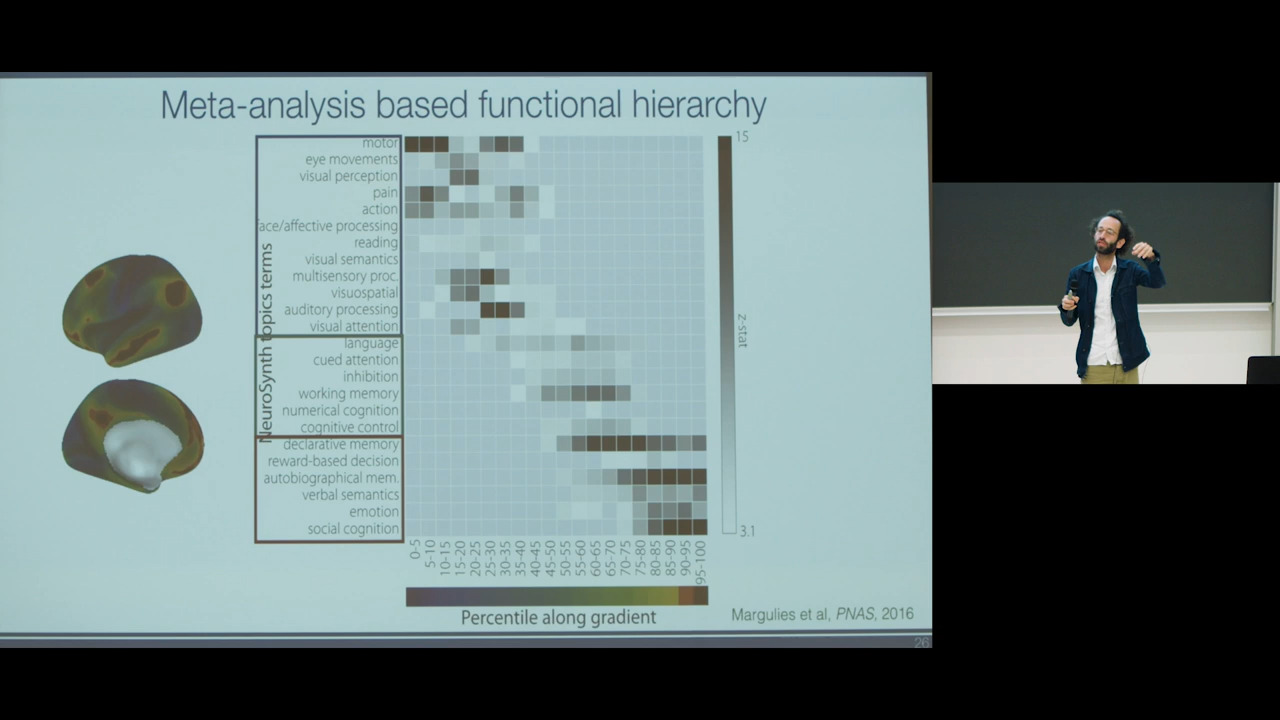 Meta-analysis based functional hierarchy
NeuroSynth topics terms
motor
eye movements
visual perception
pain
action
face/affective processing
reading
visual semantics
multisensory proc.
visuospatial
auditory processing
visual attention
language
cued attention
inhibition
working memory
numerical cognition
cognitive control
declarative memory
reward-based decision
autobiographical mem.
verbal semantics
emotion
social cognition
15
z-stat
3.1
0-5 5-10 10-15 15-20 20-25 25-30 30-35 35-40 40-45 45-50 50-55 55-60 60-65 65-70 70-75 75-80 80-85 85-90 90-95 95-100
Percentile along gradient
Margulies et al, PNAS, 2016
26